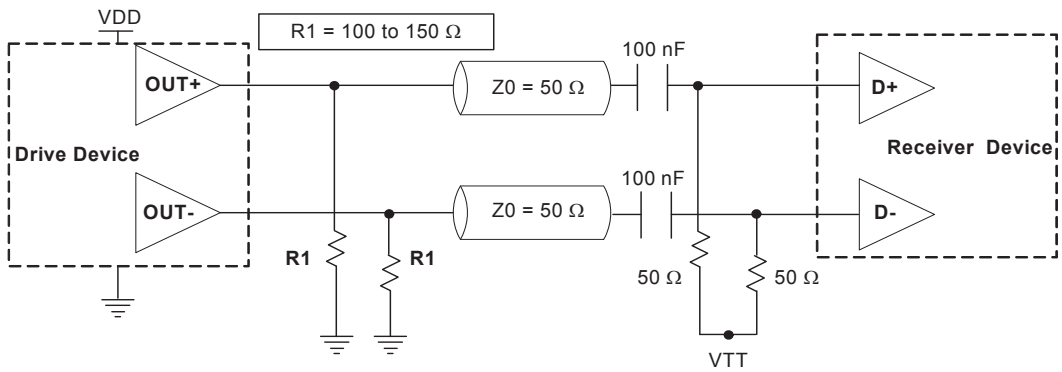 VDD
R1 = 100 to 150 Ω
100 nF
OUT+
Z0 = 50 Ω
D+
Drive Device
Receiver Device
100 nF
OUT-
Z0 = 50 Ω
D-
R1
R1
50 Ω
50 Ω
VTT